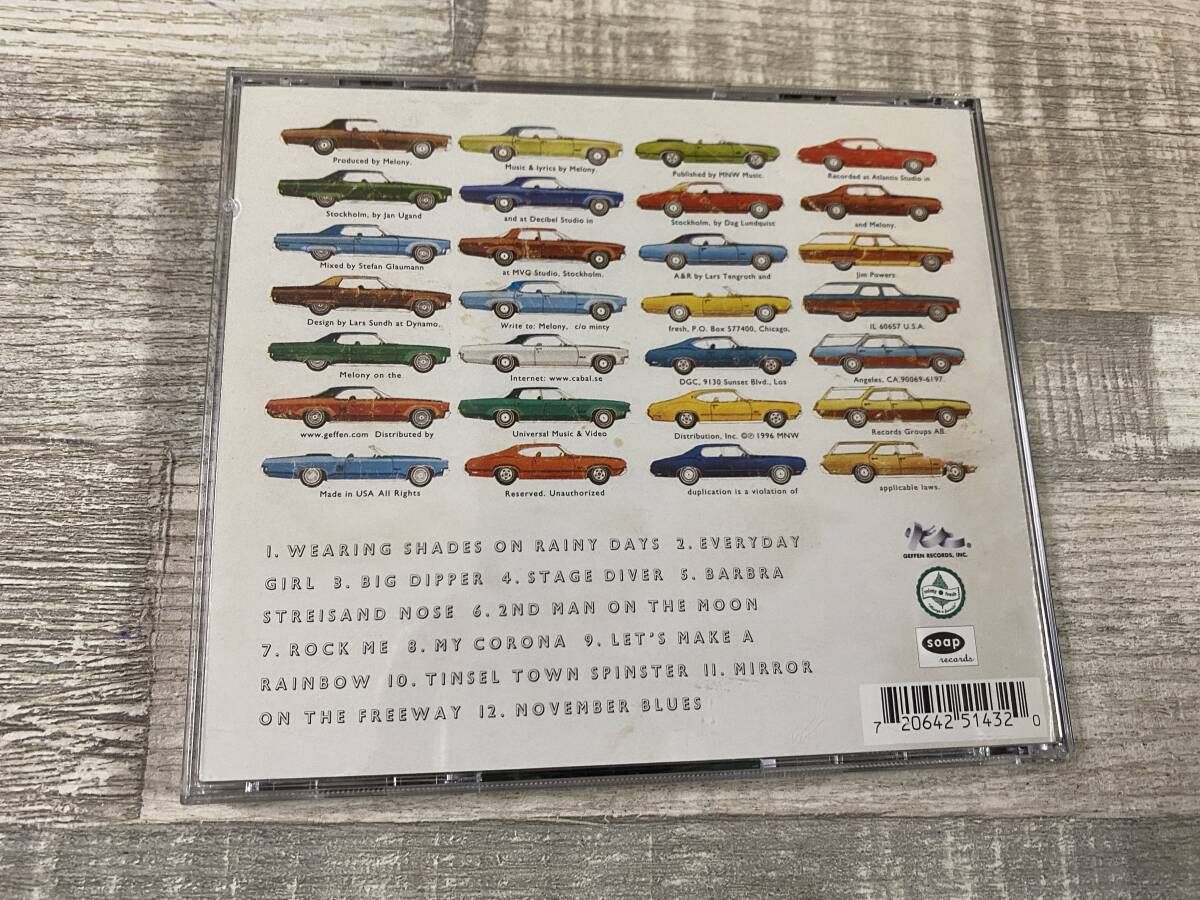 Produced by Melony. Music & lyrics by Melony. Published by MNW Music. Recorded at Atlantis Studio in
Stockholm, by Jan Ugand and at Decibel Studio in Stockholm, by Dag Lundquist and Melony.
Mixed by Stefan Glaumann at MVG Studio, Stockholm. A&R by Lars Tengroth and Jim Powers.
Design by Lars Sundh at Dynamo. Write to: Melony, c/o minty fresh, P.O. Box 577400, Chicago, IL 60657 U.S.A.
Melony on the Internet: www.cabal.se DGC, 9130 Sunset Blvd., Los Angeles, CA 90069-6197.
www.geffen.com Distributed by Universal Music & Video Distribution, Inc. ©℗ 1996 MNW Records Groups AB.
Made in USA All Rights Reserved. Unauthorized duplication is a violation of applicable laws.
1. WEARING SHADES ON RAINY DAYS 2. EVERYDAY
GIRL 3. BIG DIPPER 4. STAGE DIVER 5. BARBRA
STREISAND NOSE 6. 2ND MAN ON THE MOON
7. ROCK ME 8. MY CORONA 9. LET'S MAKE A
RAINBOW 10. TINSEL TOWN SPINSTER 11. MIRROR
ON THE FREEWAY 12. NOVEMBER BLUES
GEFFEN RECORDS, INC.
minty fresh
soap
records
7 20642 51432 0